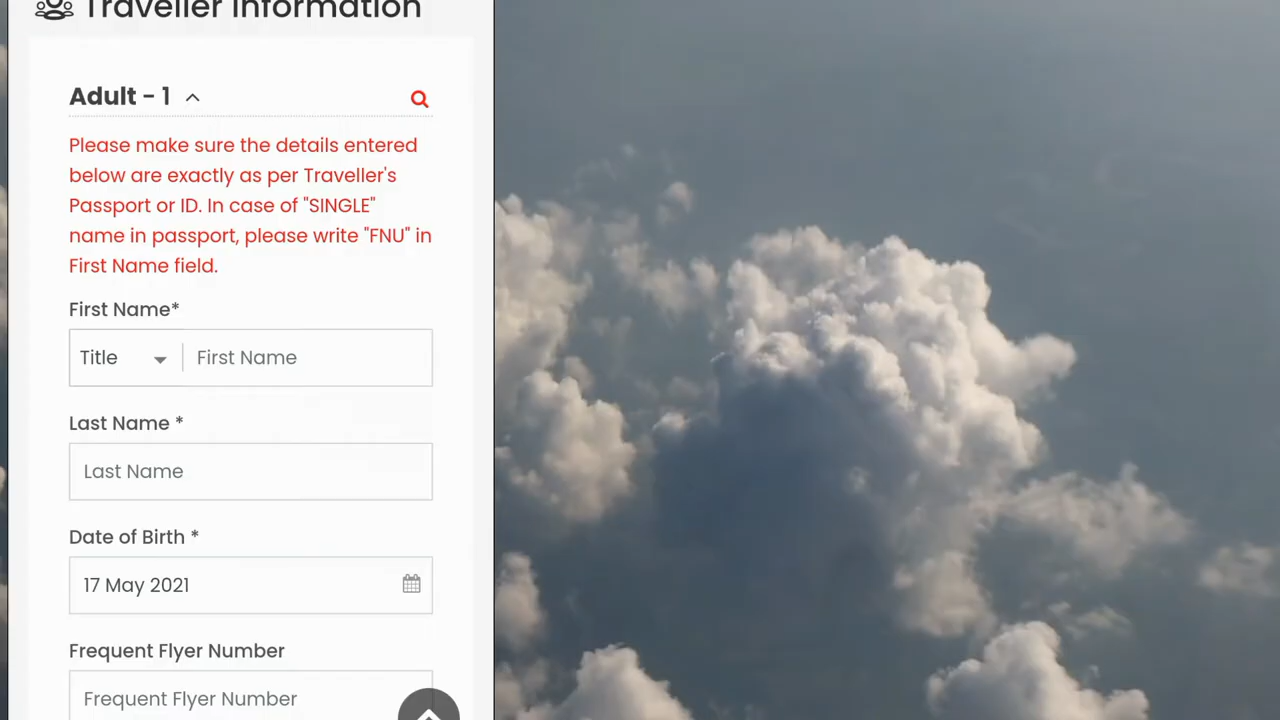 Traveller Information
Adult - 1
Please make sure the details entered
below are exactly as per Traveller's
Passport or ID. In case of "SINGLE"
name in passport, please write "FNU" in
First Name field.
First Name*
Title
First Name
Last Name *
Last Name
Date of Birth *
17 May 2021
Frequent Flyer Number
Frequent Flyer Number